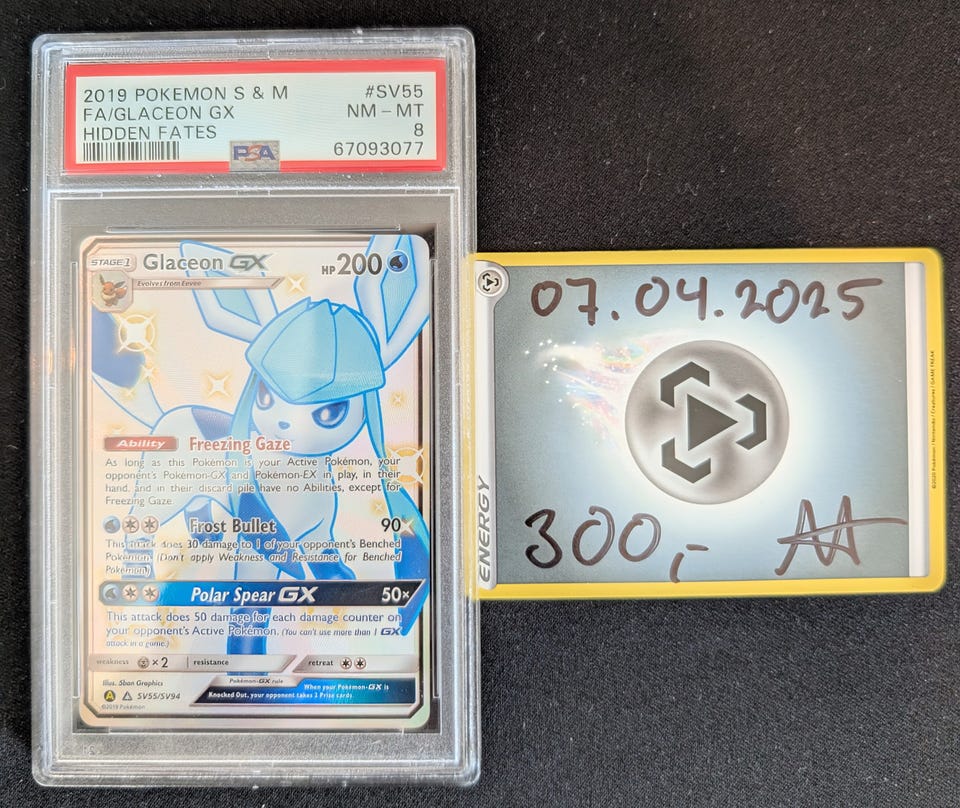 2019 POKEMON S & M #SV55
FA/GLACEON GX NM - MT
HIDDEN FATES 8
PSA 67093077
STAGE 1 Glaceon GX HP 200
Evolves from Eevee
Ability Freezing Gaze
As long as this Pokémon is your Active Pokémon, your
opponent's Pokémon-GX and Pokémon-EX in play, in their
hand, and in their discard pile have no Abilities, except for
Freezing Gaze.
Frost Bullet 90
This attack does 30 damage to 1 of your opponent's Benched
Pokémon. (Don't apply Weakness and Resistance for Benched
Pokémon.)
Polar Spear GX 50×
This attack does 50 damage for each damage counter on
your opponent's Active Pokémon. (You can't use more than 1 GX
attack in a game.)
weakness × 2 resistance retreat
Illus. 5ban Graphics
Pokémon-GX rule
When your Pokémon-GX is
Knocked Out, your opponent takes 2 Prize cards.
A SV55/SV94
©2019 Pokémon
07.04.2025
300,-
ENERGY
©2020 Pokémon / Nintendo / Creatures / GAME FREAK